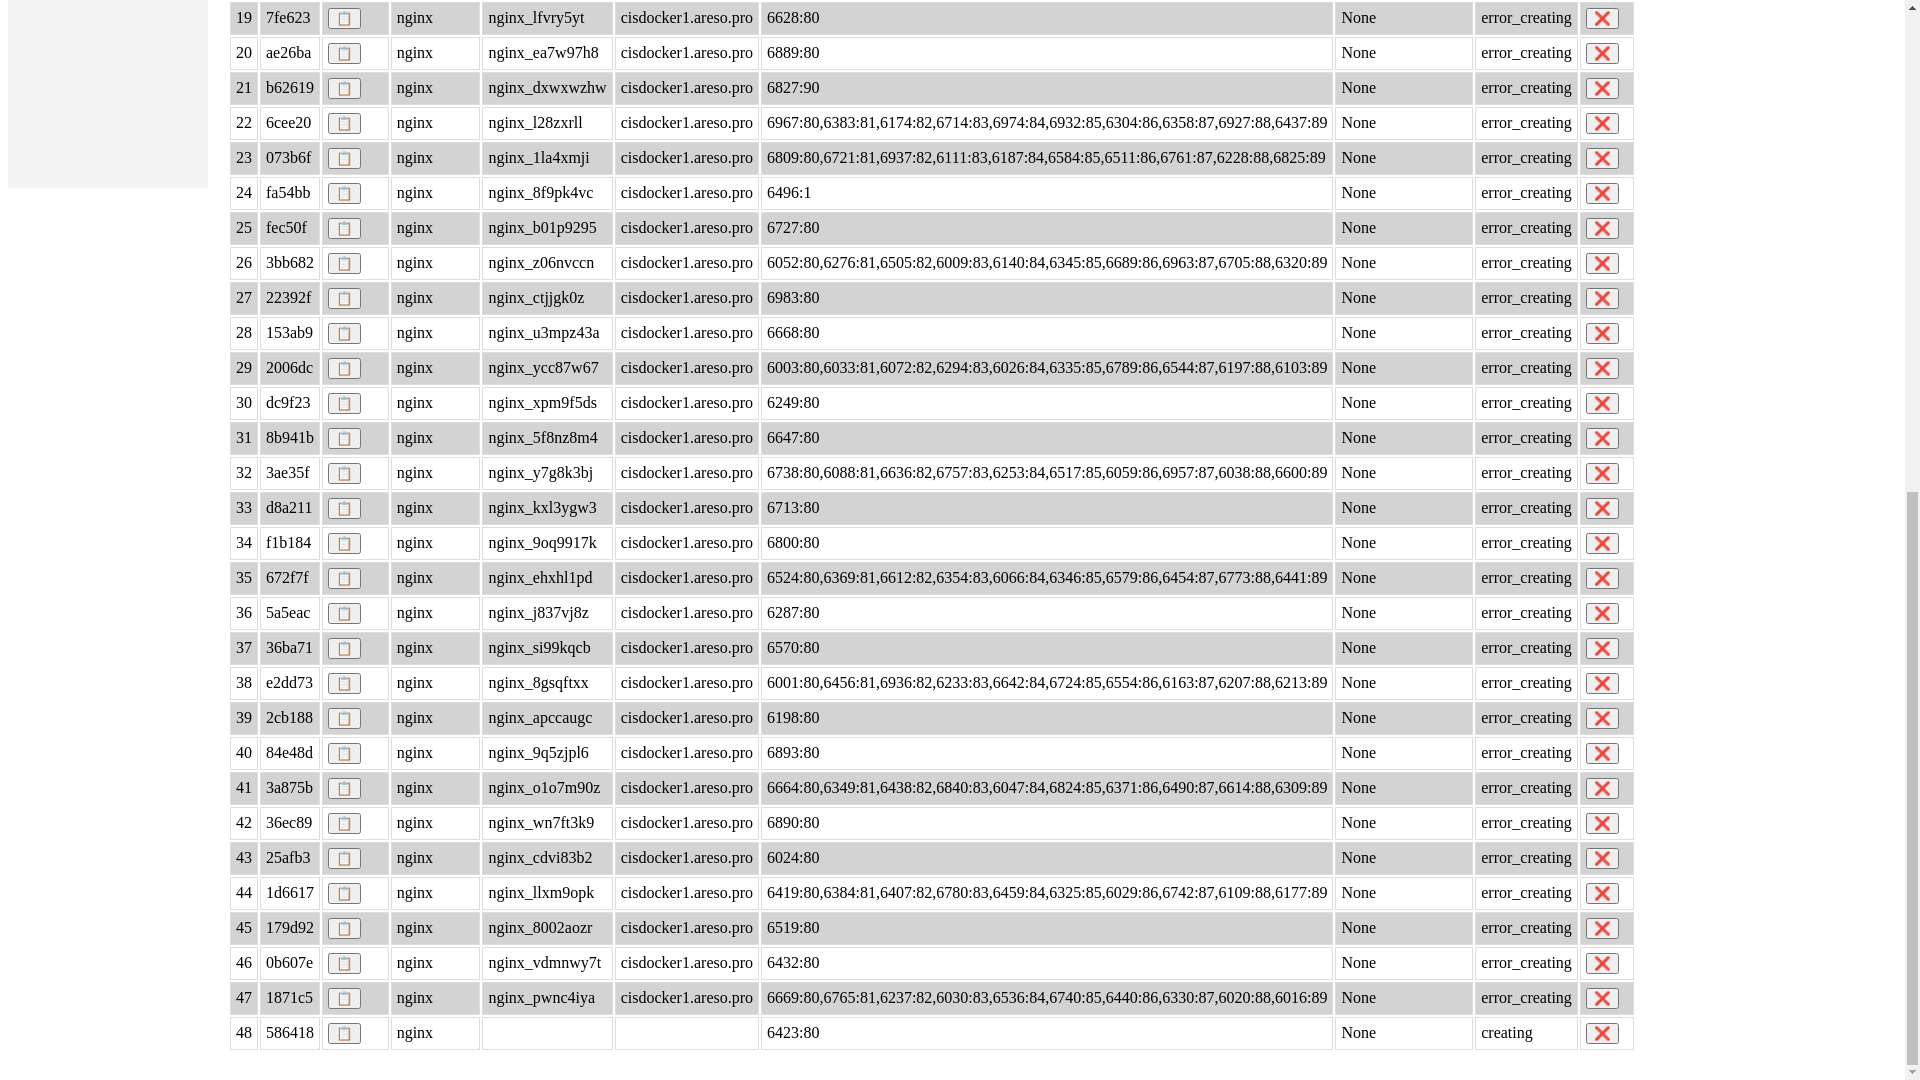 19 7fe623 nginx nginx_lfvry5yt cisdocker1.areso.pro 6628:80 None error_creating
20 ae26ba nginx nginx_ea7w97h8 cisdocker1.areso.pro 6889:80 None error_creating
21 b62619 nginx nginx_dxwxwzhw cisdocker1.areso.pro 6827:90 None error_creating
22 6cee20 nginx nginx_l28zxrll cisdocker1.areso.pro 6967:80,6383:81,6174:82,6714:83,6974:84,6932:85,6304:86,6358:87,6927:88,6437:89 None error_creating
23 073b6f nginx nginx_1la4xmji cisdocker1.areso.pro 6809:80,6721:81,6937:82,6111:83,6187:84,6584:85,6511:86,6761:87,6228:88,6825:89 None error_creating
24 fa54bb nginx nginx_8f9pk4vc cisdocker1.areso.pro 6496:1 None error_creating
25 fec50f nginx nginx_b01p9295 cisdocker1.areso.pro 6727:80 None error_creating
26 3bb682 nginx nginx_z06nvccn cisdocker1.areso.pro 6052:80,6276:81,6505:82,6009:83,6140:84,6345:85,6689:86,6963:87,6705:88,6320:89 None error_creating
27 22392f nginx nginx_ctjjgk0z cisdocker1.areso.pro 6983:80 None error_creating
28 153ab9 nginx nginx_u3mpz43a cisdocker1.areso.pro 6668:80 None error_creating
29 2006dc nginx nginx_ycc87w67 cisdocker1.areso.pro 6003:80,6033:81,6072:82,6294:83,6026:84,6335:85,6789:86,6544:87,6197:88,6103:89 None error_creating
30 dc9f23 nginx nginx_xpm9f5ds cisdocker1.areso.pro 6249:80 None error_creating
31 8b941b nginx nginx_5f8nz8m4 cisdocker1.areso.pro 6647:80 None error_creating
32 3ae35f nginx nginx_y7g8k3bj cisdocker1.areso.pro 6738:80,6088:81,6636:82,6757:83,6253:84,6517:85,6059:86,6957:87,6038:88,6600:89 None error_creating
33 d8a211 nginx nginx_kxl3ygw3 cisdocker1.areso.pro 6713:80 None error_creating
34 f1b184 nginx nginx_9oq9917k cisdocker1.areso.pro 6800:80 None error_creating
35 672f7f nginx nginx_ehxhl1pd cisdocker1.areso.pro 6524:80,6369:81,6612:82,6354:83,6066:84,6346:85,6579:86,6454:87,6773:88,6441:89 None error_creating
36 5a5eac nginx nginx_j837vj8z cisdocker1.areso.pro 6287:80 None error_creating
37 36ba71 nginx nginx_si99kqcb cisdocker1.areso.pro 6570:80 None error_creating
38 e2dd73 nginx nginx_8gsqftxx cisdocker1.areso.pro 6001:80,6456:81,6936:82,6233:83,6642:84,6724:85,6554:86,6163:87,6207:88,6213:89 None error_creating
39 2cb188 nginx nginx_apccaugc cisdocker1.areso.pro 6198:80 None error_creating
40 84e48d nginx nginx_9q5zjpl6 cisdocker1.areso.pro 6893:80 None error_creating
41 3a875b nginx nginx_o1o7m90z cisdocker1.areso.pro 6664:80,6349:81,6438:82,6840:83,6047:84,6824:85,6371:86,6490:87,6614:88,6309:89 None error_creating
42 36ec89 nginx nginx_wn7ft3k9 cisdocker1.areso.pro 6890:80 None error_creating
43 25afb3 nginx nginx_cdvi83b2 cisdocker1.areso.pro 6024:80 None error_creating
44 1d6617 nginx nginx_llxm9opk cisdocker1.areso.pro 6419:80,6384:81,6407:82,6780:83,6459:84,6325:85,6029:86,6742:87,6109:88,6177:89 None error_creating
45 179d92 nginx nginx_8002aozr cisdocker1.areso.pro 6519:80 None error_creating
46 0b607e nginx nginx_vdmnwy7t cisdocker1.areso.pro 6432:80 None error_creating
47 1871c5 nginx nginx_pwnc4iya cisdocker1.areso.pro 6669:80,6765:81,6237:82,6030:83,6536:84,6740:85,6440:86,6330:87,6020:88,6016:89 None error_creating
48 586418 nginx 6423:80 None creating